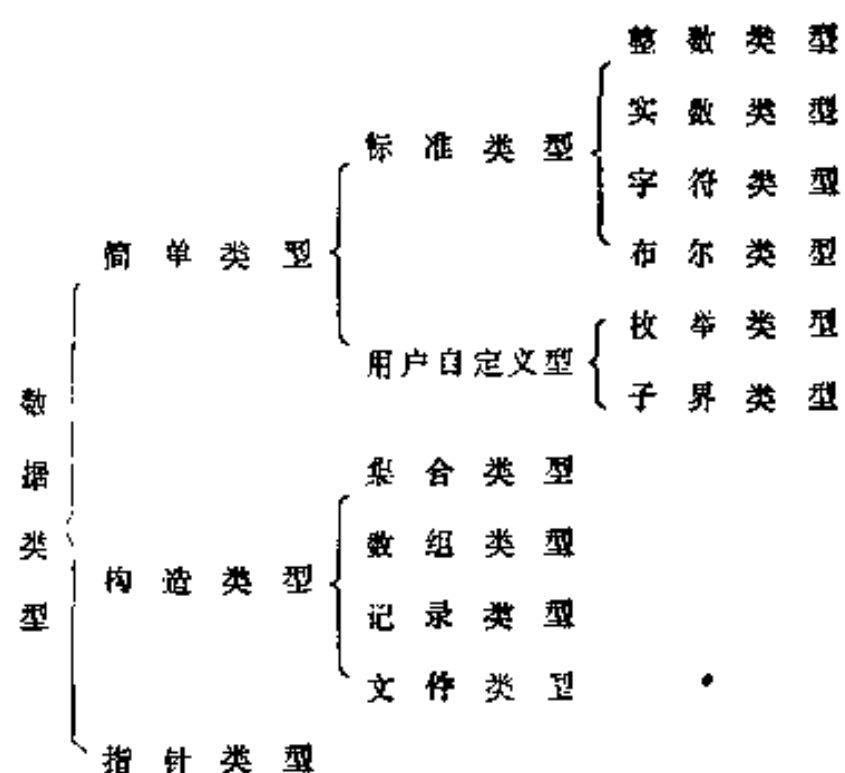 整数类型
实数类型
标准类型
字符类型
简单类型
布尔类型
枚举类型
用户自定义型
子界类型
数据类型
集合类型
数组类型
构造类型
记录类型
文件类型
指针类型